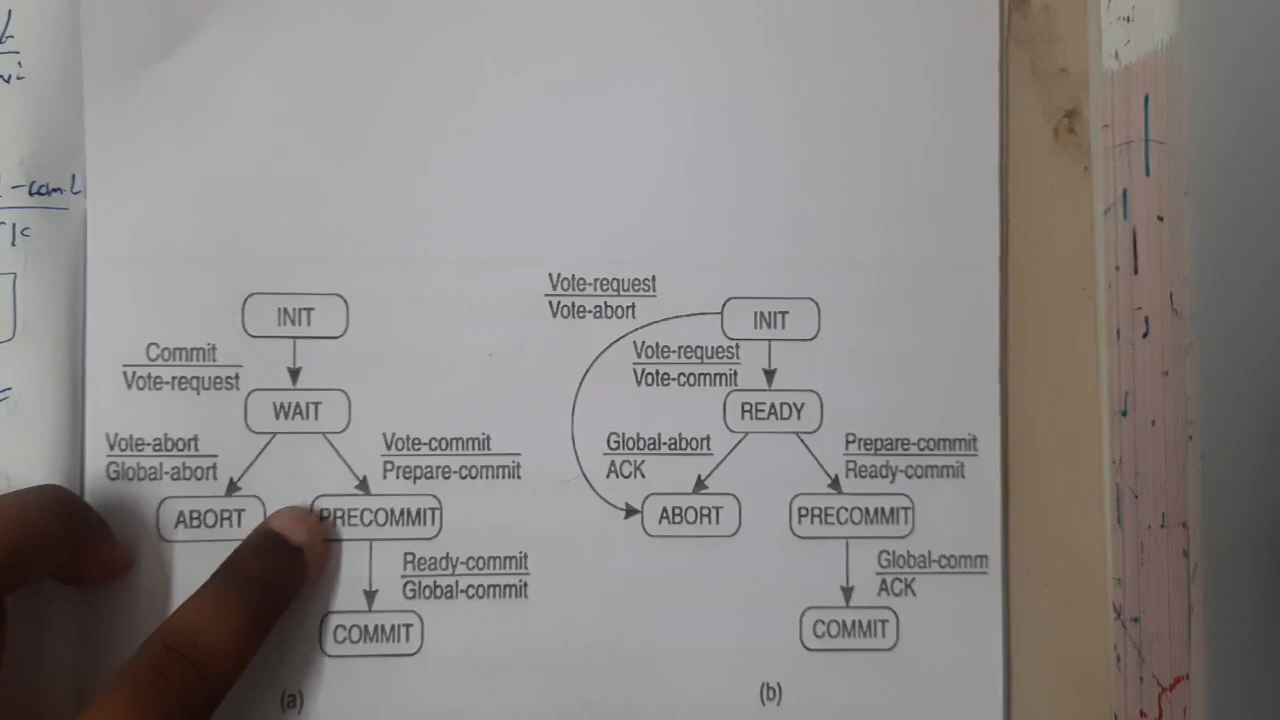 INIT
Commit
Vote-request
WAIT
Vote-abort
Global-abort
Vote-commit
Prepare-commit
ABORT
PRECOMMIT
Ready-commit
Global-commit
COMMIT
(a)
Vote-request
Vote-abort
INIT
Vote-request
Vote-commit
READY
Global-abort
ACK
Prepare-commit
Ready-commit
ABORT
PRECOMMIT
Global-comm
ACK
COMMIT
(b)